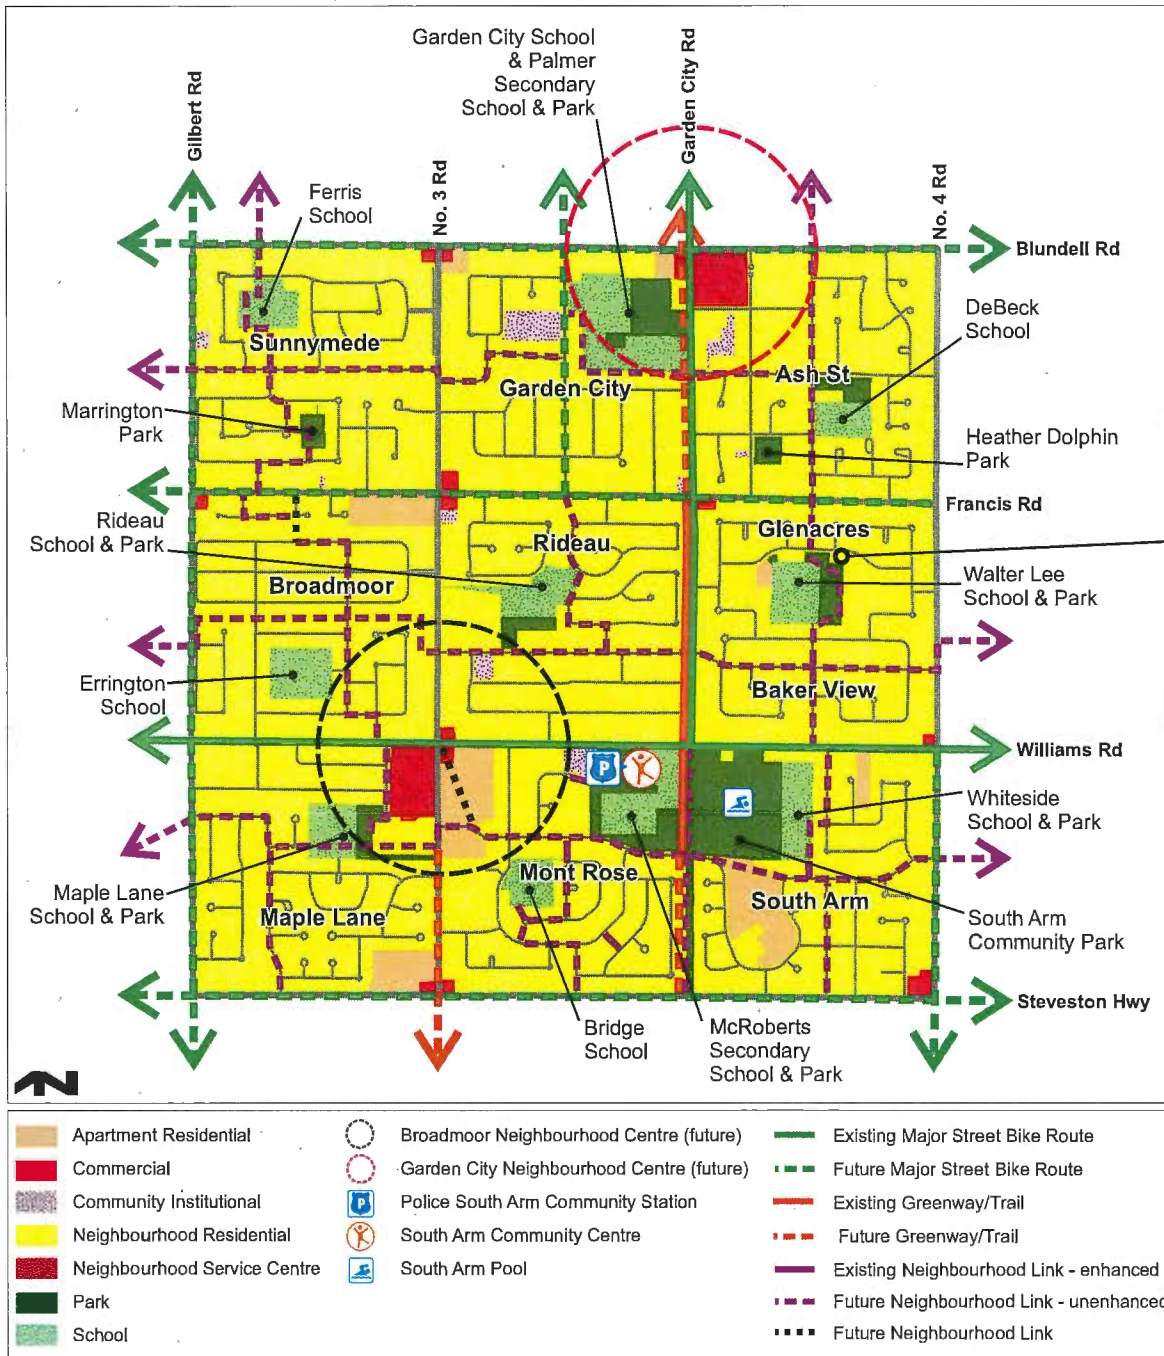 Garden City School
& Palmer
Secondary
School & Park
Gilbert Rd
No. 3 Rd
Garden City Rd
No. 4 Rd
Ferris
School
Blundell Rd
DeBeck
School
Sunnymede
Garden City
Ash St
Marrington
Park
Heather Dolphin
Park
Francis Rd
Rideau
School & Park
Rideau
Glenacres
Broadmoor
Walter Lee
School & Park
Errington
School
Baker View
Williams Rd
P
Whiteside
School & Park
Maple Lane
School & Park
Mont Rose
Maple Lane
South Arm
South Arm
Community Park
Steveston Hwy
Bridge
School
McRoberts
Secondary
School & Park
N
Apartment Residential
Commercial
Community Institutional
Neighbourhood Residential
Neighbourhood Service Centre
Park
School
Broadmoor Neighbourhood Centre (future)
Garden City Neighbourhood Centre (future)
P
Police South Arm Community Station
South Arm Community Centre
South Arm Pool
Existing Major Street Bike Route
Future Major Street Bike Route
Existing Greenway/Trail
Future Greenway/Trail
Existing Neighbourhood Link - enhanced
Future Neighbourhood Link - unenhanced
Future Neighbourhood Link